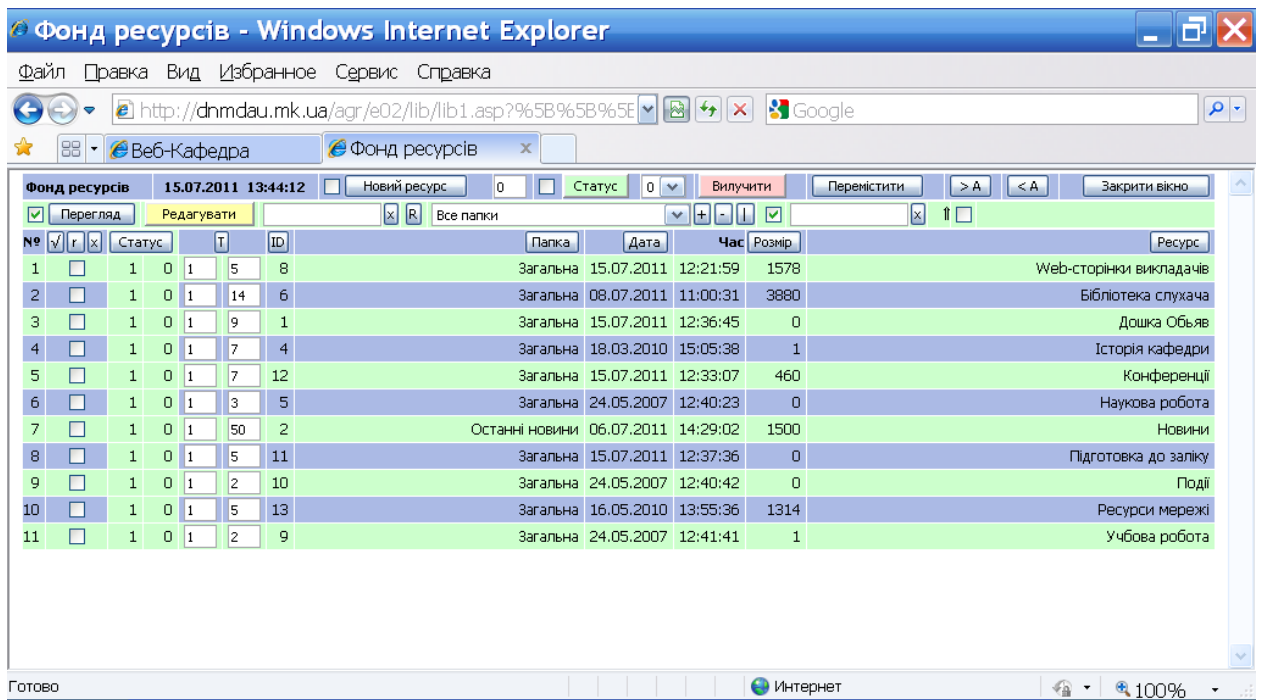 Фонд ресурсів - Windows Internet Explorer
Файл Правка Вид Избранное Сервис Справка
http://dnmdau.mk.ua/agr/e02/lib/lib1.asp?%5B%5B%5E Google
Веб-Кафедра Фонд ресурсів x
Фонд ресурсів 15.07.2011 13:44:12 Новий ресурс 0 Статус 0 Вилучити Перемістити > A < A Закрити вікно
Перегляд Редагувати x R Все папки + - | x ⇑
№ √ r x Статус T ID Папка Дата Час Розмір Ресурс
1 1 0 1 5 8 Загальна 15.07.2011 12:21:59 1578 Web-сторінки викладачів
2 1 0 1 14 6 Загальна 08.07.2011 11:00:31 3880 Бібліотека слухача
3 1 0 1 9 1 Загальна 15.07.2011 12:36:45 0 Дошка Обьяв
4 1 0 1 7 4 Загальна 18.03.2010 15:05:38 1 Історія кафедри
5 1 0 1 7 12 Загальна 15.07.2011 12:33:07 460 Конференції
6 1 0 1 3 5 Загальна 24.05.2007 12:40:23 0 Наукова робота
7 1 0 1 50 2 Останні новини 06.07.2011 14:29:02 1500 Новини
8 1 0 1 5 11 Загальна 15.07.2011 12:37:36 0 Підготовка до заліку
9 1 0 1 2 10 Загальна 24.05.2007 12:40:42 0 Події
10 1 0 1 5 13 Загальна 16.05.2010 13:55:36 1314 Ресурси мережі
11 1 0 1 2 9 Загальна 24.05.2007 12:41:41 1 Учбова робота
Готово Интернет 100%